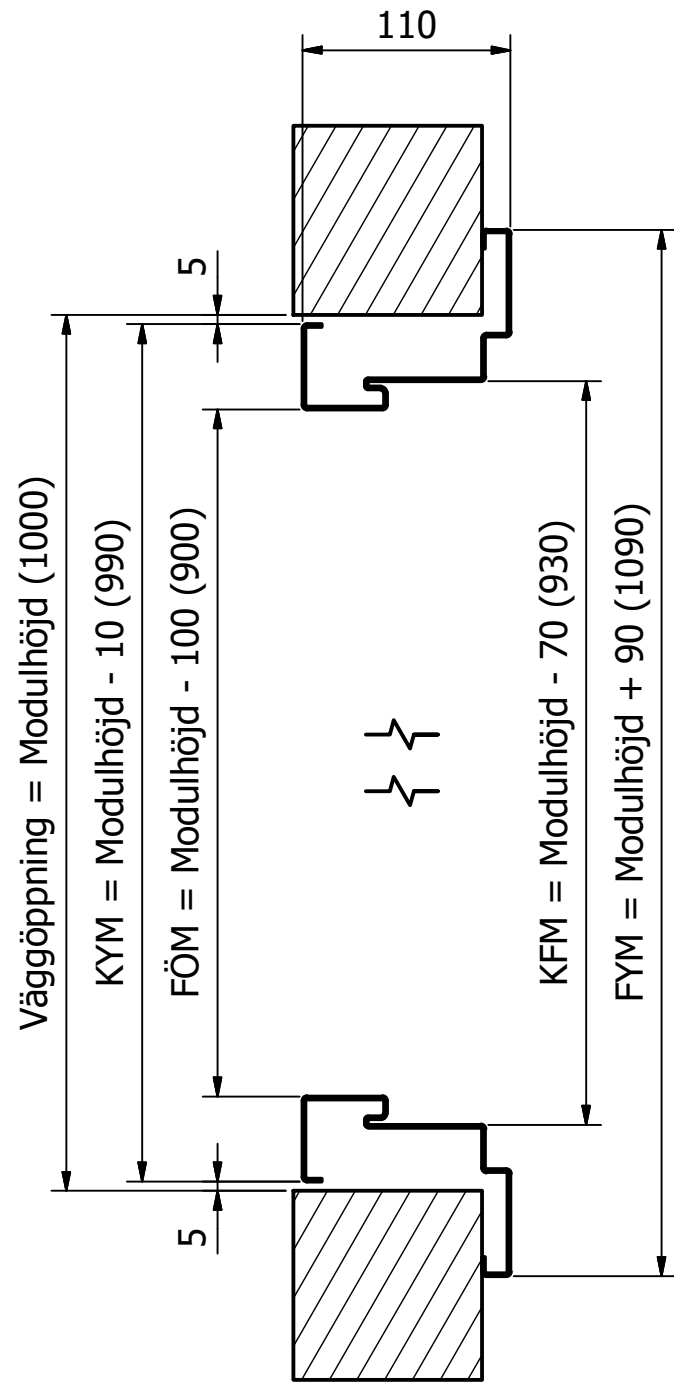 110
5
Väggöppning = Modulhöjd (1000)
KYM = Modulhöjd - 10 (990)
FÖM = Modulhöjd - 100 (900)
KFM = Modulhöjd - 70 (930)
FYM = Modulhöjd + 90 (1090)
5